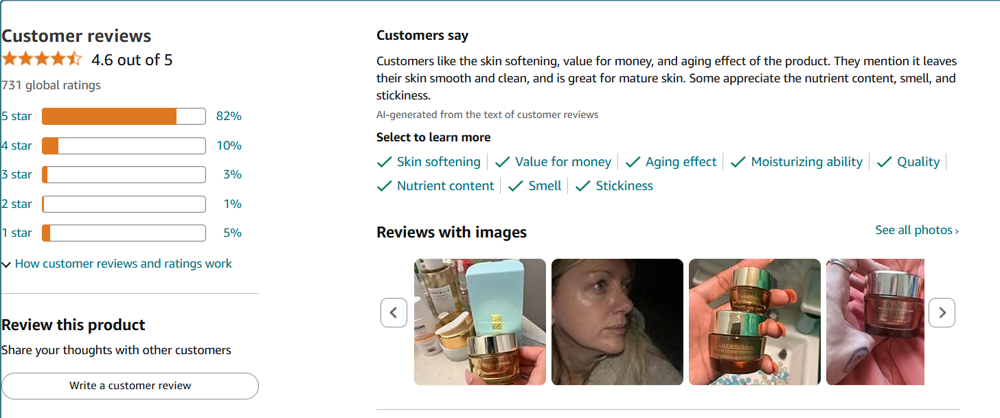 Customer reviews
4.6 out of 5
731 global ratings
5 star 82%
4 star 10%
3 star 3%
2 star 1%
1 star 5%
How customer reviews and ratings work
Review this product
Share your thoughts with other customers
Write a customer review
Customers say
Customers like the skin softening, value for money, and aging effect of the product. They mention it leaves
their skin smooth and clean, and is great for mature skin. Some appreciate the nutrient content, smell, and
stickiness.
AI-generated from the text of customer reviews
Select to learn more
Skin softening Value for money Aging effect Moisturizing ability Quality
Nutrient content Smell Stickiness
Reviews with images
See all photos ›
ESTEE LAUDER
Revitalizing Supreme